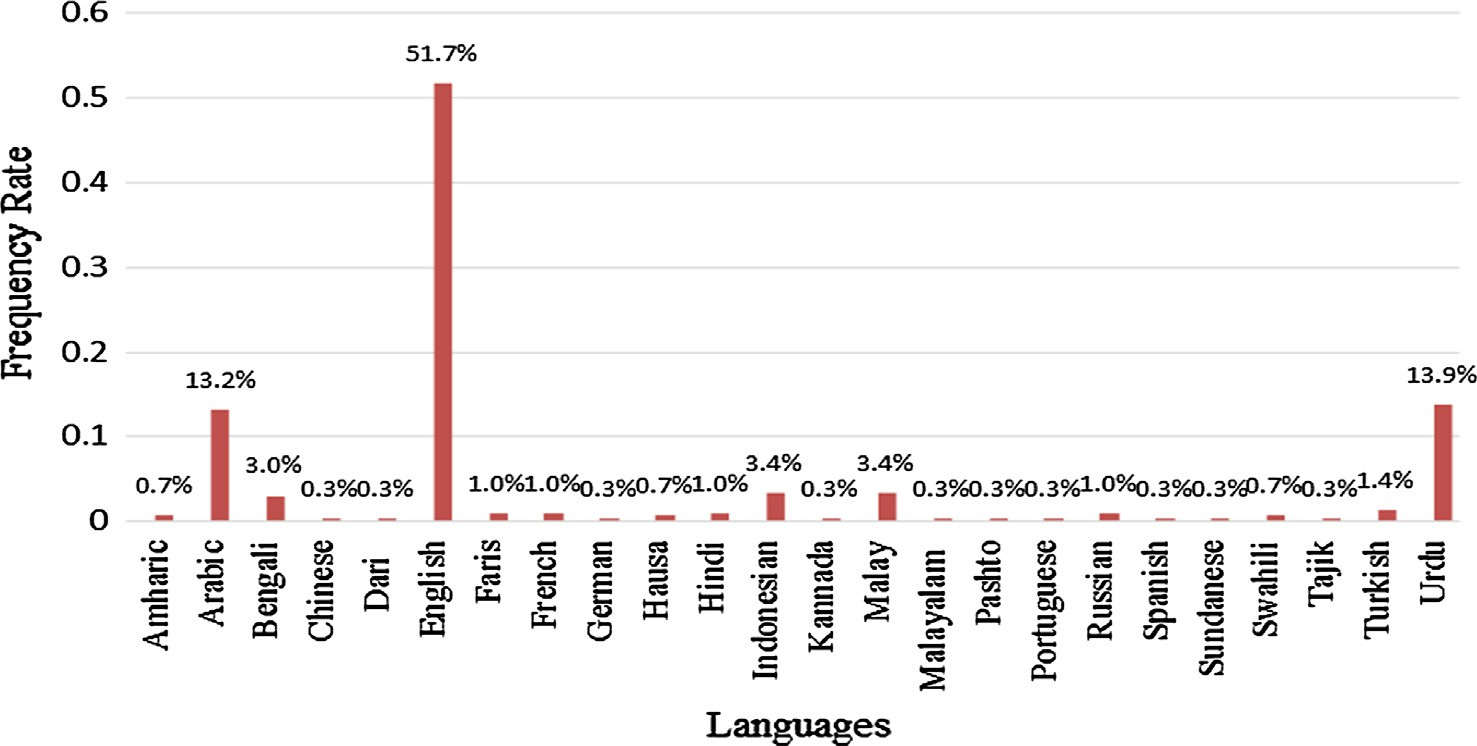 0.6
0.5
0.4
0.3
0.2
0.1
0
Frequency Rate
0.7%
13.2%
3.0%
0.3%
0.3%
51.7%
1.0%
1.0%
0.3%
0.7%
1.0%
3.4%
0.3%
3.4%
0.3%
0.3%
0.3%
1.0%
0.3%
0.3%
0.7%
0.3%
1.4%
13.9%
Amharic
Arabic
Bengali
Chinese
Dari
English
Faris
French
German
Hausa
Hindi
Indonesian
Kannada
Malay
Malayalam
Pashto
Portuguese
Russian
Spanish
Sundanese
Swahili
Tajik
Turkish
Urdu
Languages